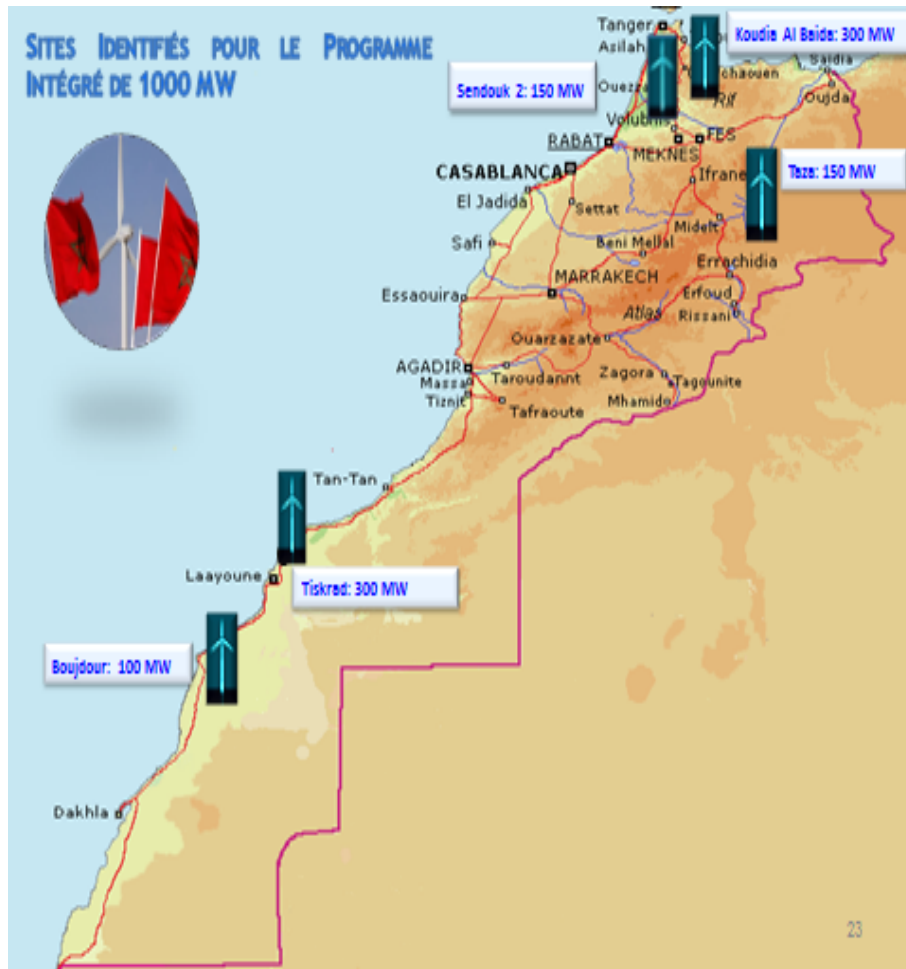 SITES IDENTIFIÉS POUR LE PROGRAMME
INTÉGRÉ DE 1000 MW
Tanger
Koudia Al Baida: 300 MW
Asilah
Saidia
Sendouk 2: 150 MW
Oujda
Rif
Volubilis
RABAT
FES
MEKNES
CASABLANCA
Ifrane
Taza: 150 MW
El Jadida
Settat
Midelt
Safi
Beni Mellal
Errachidia
MARRAKECH
Essaouira
Erfoud
Atlas
Rissani
Ouarzazate
AGADIR
Taroudannt
Zagora
Massa
Tagounite
Tiznit
Mhamid
Tafraoute
Tan-Tan
Laayoune
Tiskrad: 300 MW
Boujdour: 100 MW
Dakhla
23